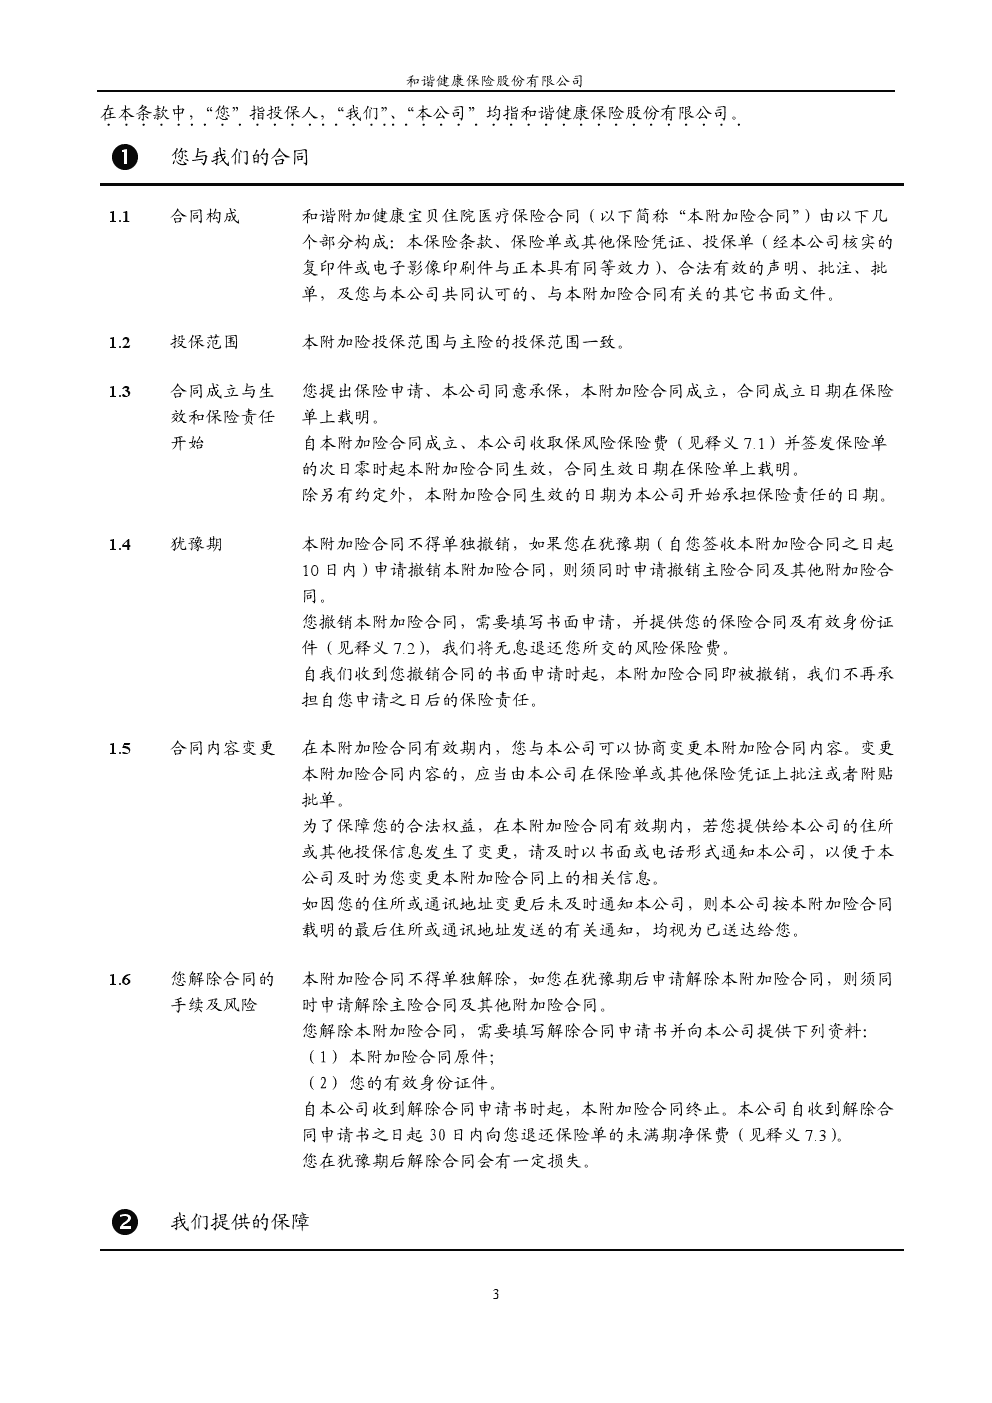 和谐健康保险股份有限公司
在本条款中，“您”指投保人，“我们”、“本公司”均指和谐健康保险股份有限公司。
❶ 您与我们的合同
1.1 合同构成 和谐附加健康宝贝住院医疗保险合同（以下简称“本附加险合同”）由以下几
个部分构成：本保险条款、保险单或其他保险凭证、投保单（经本公司核实的
复印件或电子影像印刷件与正本具有同等效力）、合法有效的声明、批注、批
单，及您与本公司共同认可的、与本附加险合同有关的其它书面文件。
1.2 投保范围 本附加险投保范围与主险的投保范围一致。
1.3 合同成立与生 您提出保险申请、本公司同意承保，本附加险合同成立，合同成立日期在保险
效和保险责任 单上载明。
开始 自本附加险合同成立、本公司收取保风险保险费（见释义 7.1）并签发保险单
的次日零时起本附加险合同生效，合同生效日期在保险单上载明。
除另有约定外，本附加险合同生效的日期为本公司开始承担保险责任的日期。
1.4 犹豫期 本附加险合同不得单独撤销，如果您在犹豫期（自您签收本附加险合同之日起
10 日内）申请撤销本附加险合同，则须同时申请撤销主险合同及其他附加险合
同。
您撤销本附加险合同，需要填写书面申请，并提供您的保险合同及有效身份证
件（见释义 7.2），我们将无息退还您所交的风险保险费。
自我们收到您撤销合同的书面申请时起，本附加险合同即被撤销，我们不再承
担自您申请之日后的保险责任。
1.5 合同内容变更 在本附加险合同有效期内，您与本公司可以协商变更本附加险合同内容。变更
本附加险合同内容的，应当由本公司在保险单或其他保险凭证上批注或者附贴
批单。
为了保障您的合法权益，在本附加险合同有效期内，若您提供给本公司的住所
或其他投保信息发生了变更，请及时以书面或电话形式通知本公司，以便于本
公司及时为您变更本附加险合同上的相关信息。
如因您的住所或通讯地址变更后未及时通知本公司，则本公司按本附加险合同
载明的最后住所或通讯地址发送的有关通知，均视为已送达给您。
1.6 您解除合同的 本附加险合同不得单独解除，如您在犹豫期后申请解除本附加险合同，则须同
手续及风险 时申请解除主险合同及其他附加险合同。
您解除本附加险合同，需要填写解除合同申请书并向本公司提供下列资料：
（1）本附加险合同原件；
（2）您的有效身份证件。
自本公司收到解除合同申请书时起，本附加险合同终止。本公司自收到解除合
同申请书之日起 30 日内向您退还保险单的未满期净保费（见释义 7.3）。
您在犹豫期后解除合同会有一定损失。
❷ 我们提供的保障
3